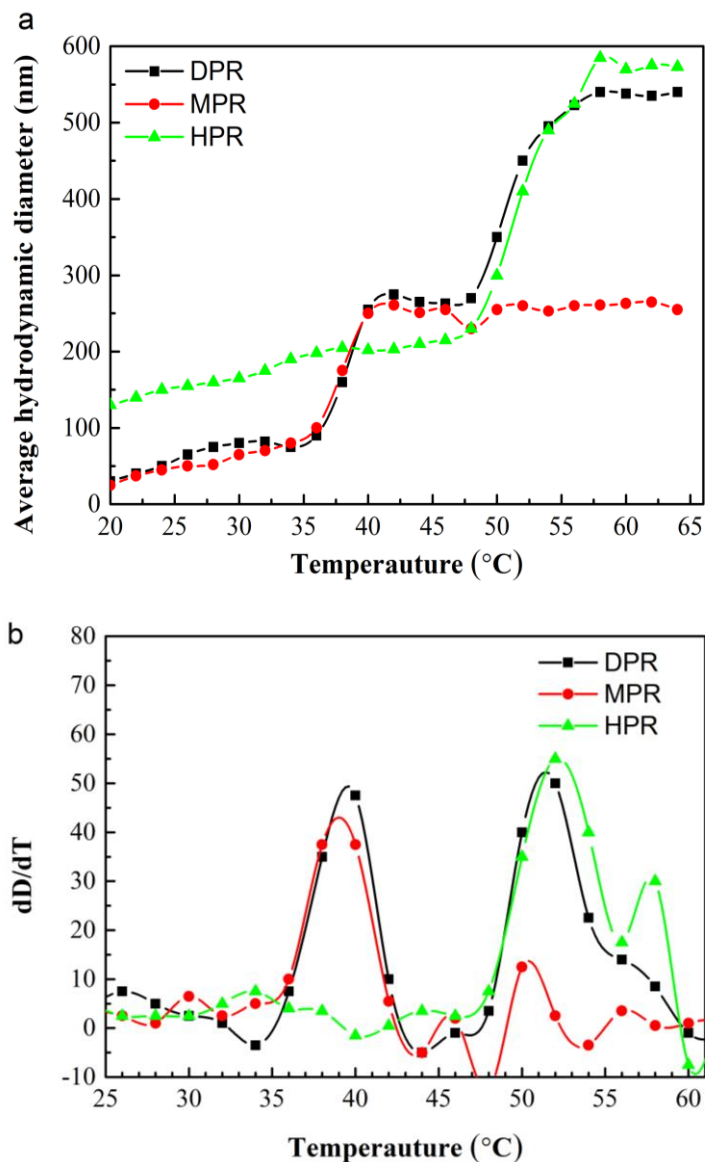 a
600
500
400
300
200
100
0
DPR
MPR
HPR
Average hydrodynamic diameter (nm)
20 25 30 35 40 45 50 55 60 65
Temperauture (°C)
b
80
70
60
50
40
30
20
10
0
-10
DPR
MPR
HPR
dD/dT
25 30 35 40 45 50 55 60
Temperauture (°C)